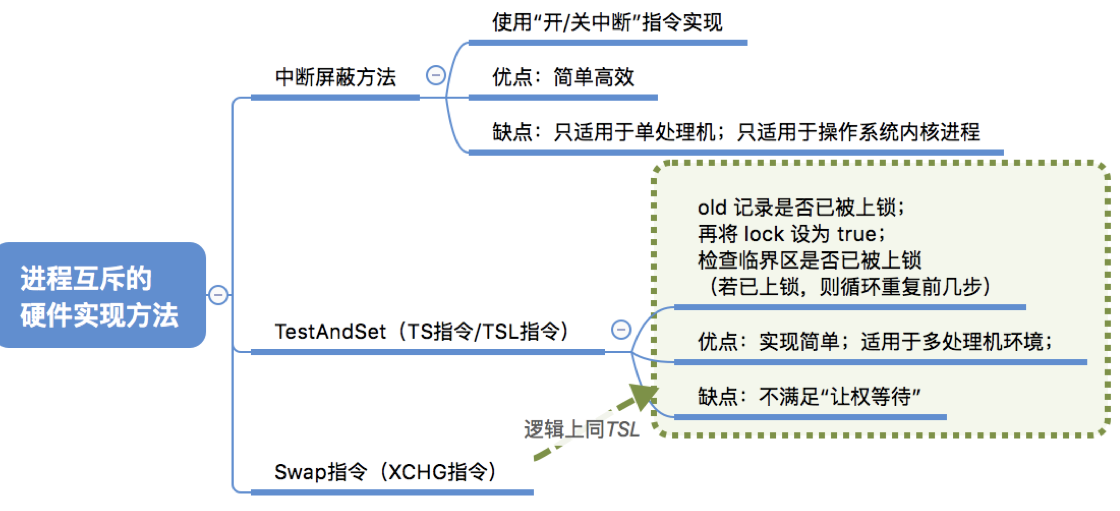 进程互斥的
硬件实现方法
中断屏蔽方法
使用“开/关中断”指令实现
优点：简单高效
缺点：只适用于单处理机；只适用于操作系统内核进程
TestAndSet（TS指令/TSL指令）
old 记录是否已被上锁；
再将 lock 设为 true；
检查临界区是否已被上锁
（若已上锁，则循环重复前几步）
优点：实现简单；适用于多处理机环境；
缺点：不满足“让权等待”
逻辑上同TSL
Swap指令（XCHG指令）